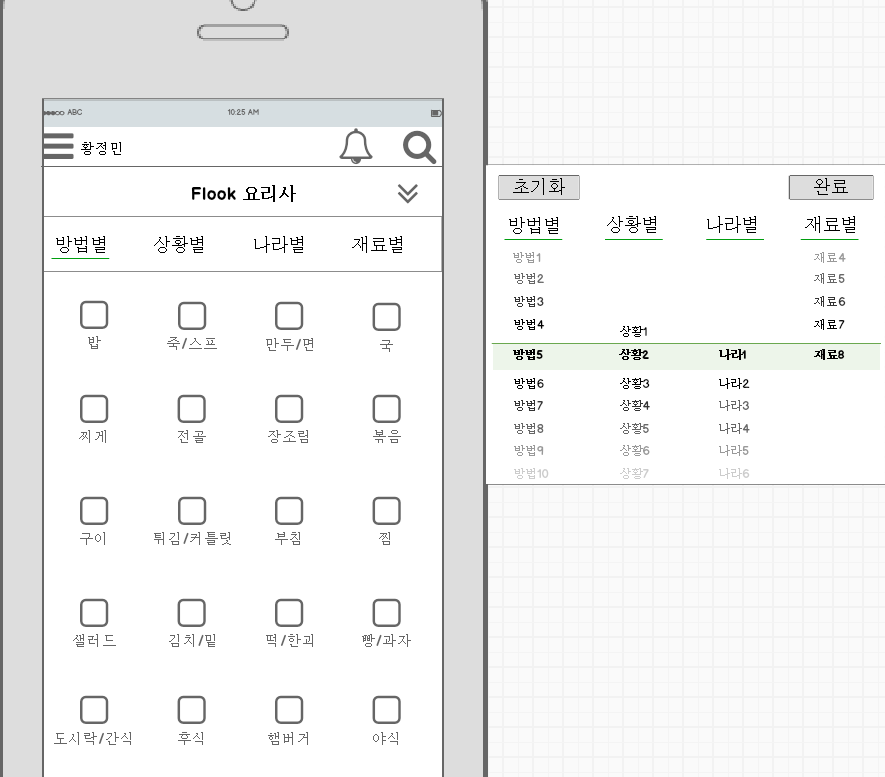 ABC 10:25 AM
황정민
Flook 요리사
방법별 상황별 나라별 재료별
밥 죽/스프 만두/면 국
찌게 전골 장조림 볶음
구이 튀김/커틀릿 부침 찜
샐러드 김치/밑 떡/한과 빵/과자
도시락/간식 후식 햄버거 야식
초기화 완료
방법별 상황별 나라별 재료별
방법1 재료4
방법2 재료5
방법3 재료6
방법4 상황1 재료7
방법5 상황2 나라1 재료8
방법6 상황3 나라2
방법7 상황4 나라3
방법8 상황5 나라4
방법9 상황6 나라5
방법10 상황7 나라6